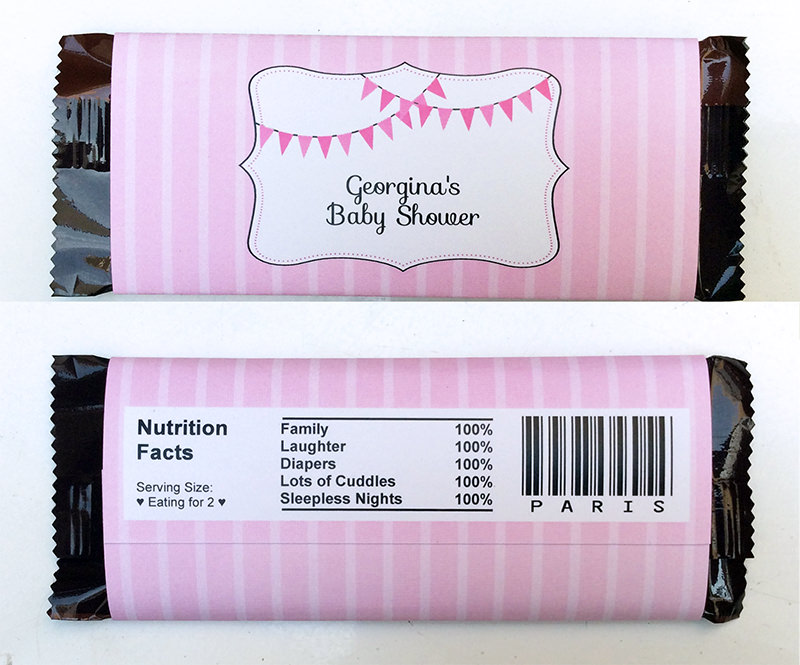 Georgina's
Baby Shower
Nutrition
Facts
Serving Size:
♥ Eating for 2 ♥
Family 100%
Laughter 100%
Diapers 100%
Lots of Cuddles 100%
Sleepless Nights 100%
PARIS